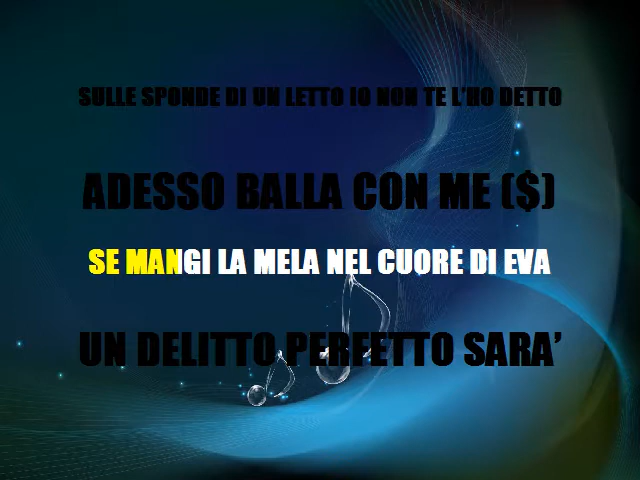 SULLE SPONDE DI UN LETTO IO NON TE L'HO DETTO
ADESSO BALLA CON ME ($)
SE MANGI LA MELA NEL CUORE DI EVA
UN DELITTO PERFETTO SARA'